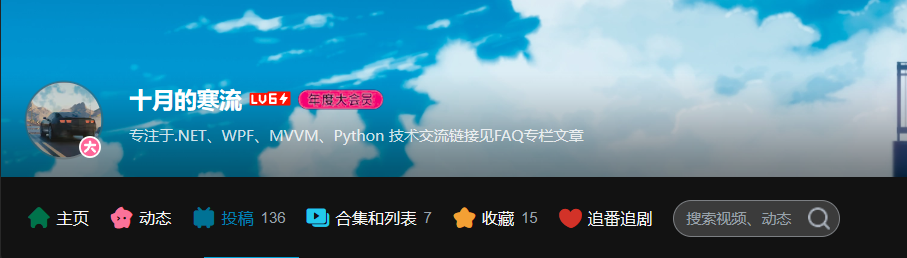 十月的寒流 LV6 年度大会员
大
专注于.NET、WPF、MVVM、Python 技术交流链接见FAQ专栏文章
主页 动态 投稿 136 合集和列表 7 收藏 15 追番追剧 搜索视频、动态